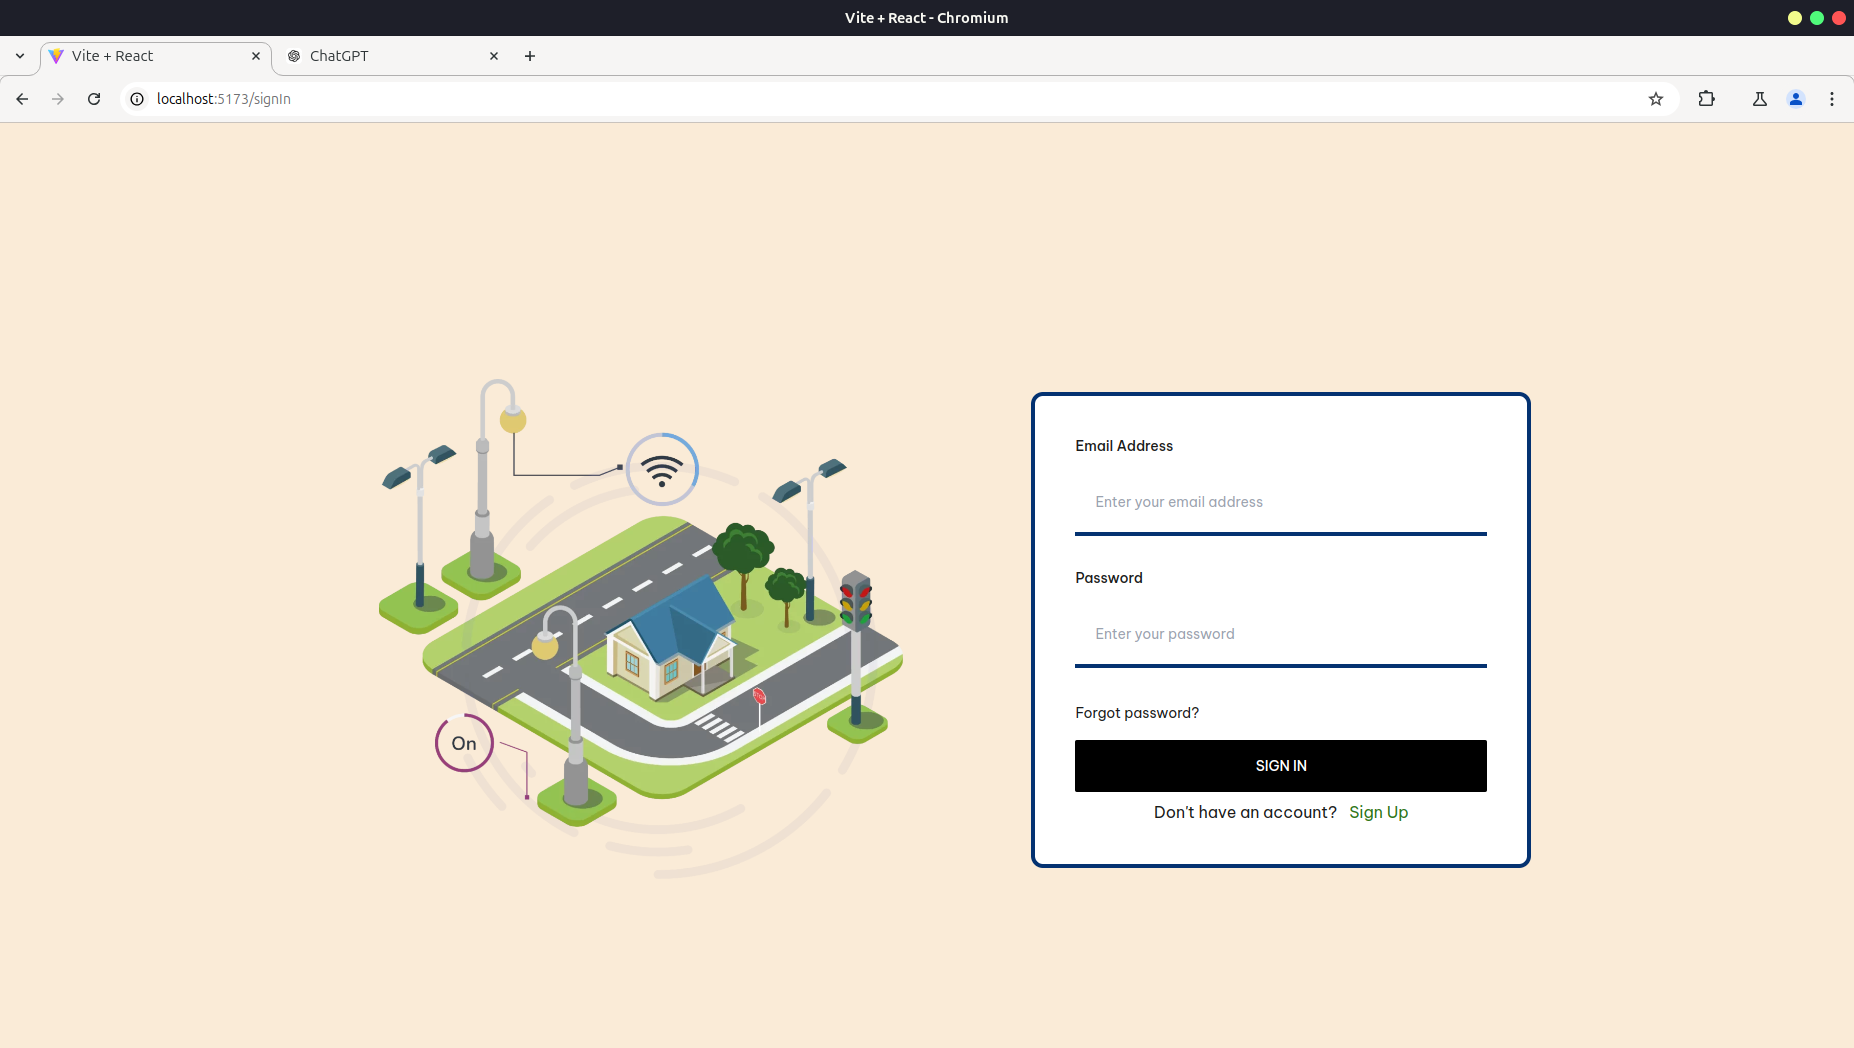 Vite + React - Chromium
Vite + React
ChatGPT
localhost:5173/signIn
Email Address
Enter your email address
Password
Enter your password
Forgot password?
SIGN IN
Don't have an account? Sign Up
On